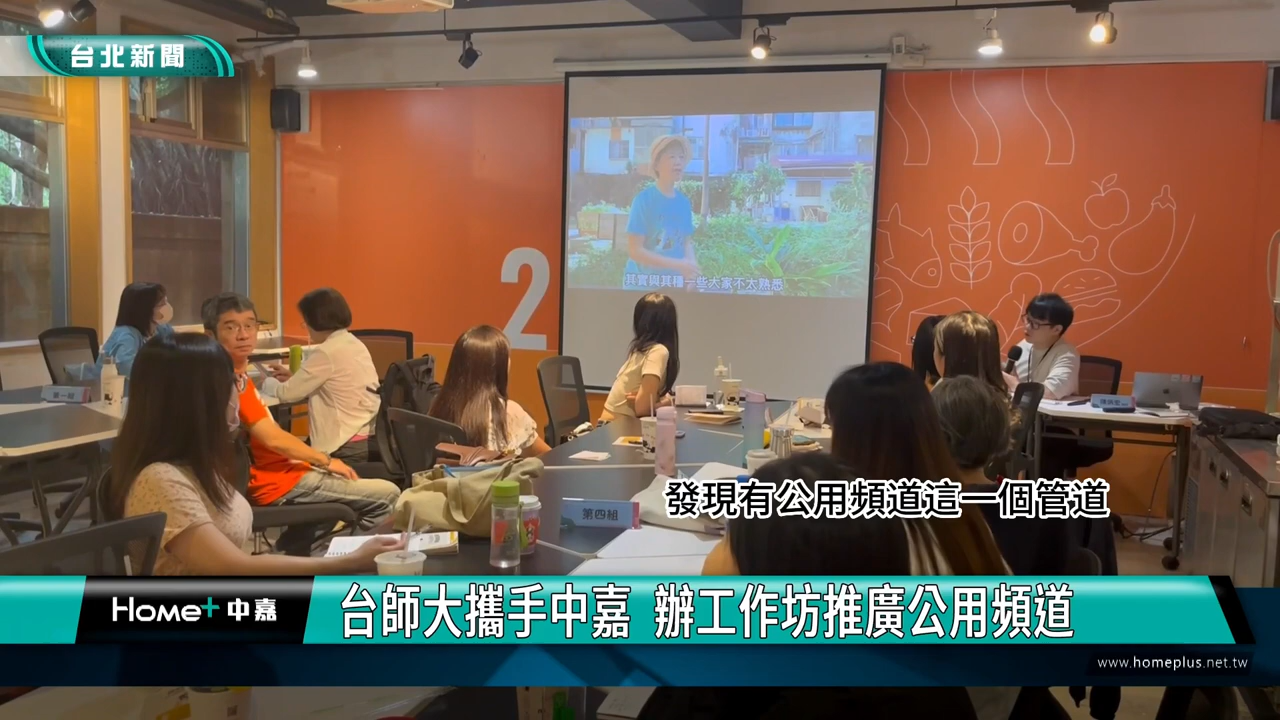 台北新聞
2
其實與其種一些大家不太熟悉
第一組
第四組
發現有公用頻道這一個管道
Home+ 中嘉
台師大攜手中嘉 辦工作坊推廣公用頻道
www.homeplus.net.tw